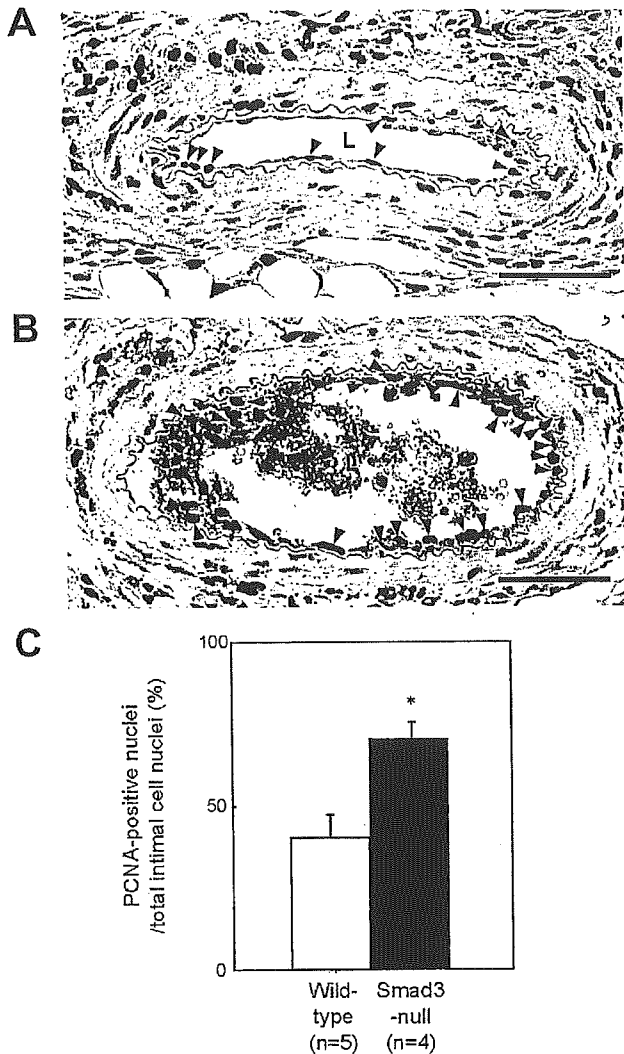 A
L
B
C
PCNA-positive nuclei
/total intimal cell nuclei (%)
100
50
0
*
Wild-
type
(n=5)
Smad3
-null
(n=4)